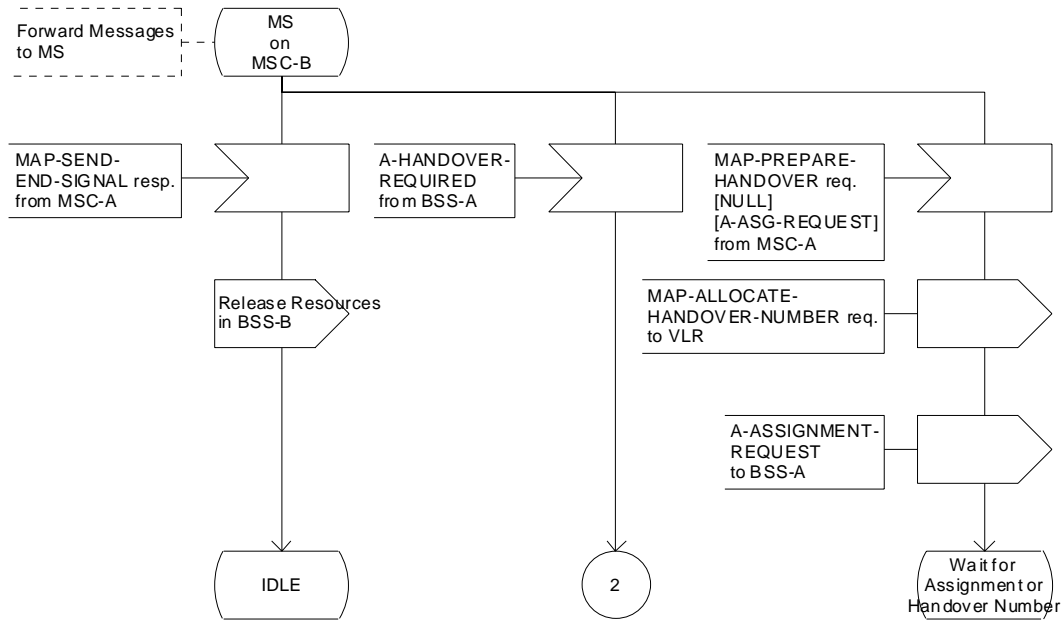 Forward Messages
to MS
MS
on
MSC-B
MAP-SEND-
END-SIGNAL resp.
from MSC-A
A-HANDOVER-
REQUIRED
from BSS-A
MAP-PREPARE-
HANDOVER req.
[NULL]
[A-ASG-REQUEST]
from MSC-A
Release Resources
in BSS-B
MAP-ALLOCATE-
HANDOVER-NUMBER req.
to VLR
A-ASSIGNMENT-
REQUEST
to BSS-A
IDLE
2
Wait for
Assignment or
Handover Number